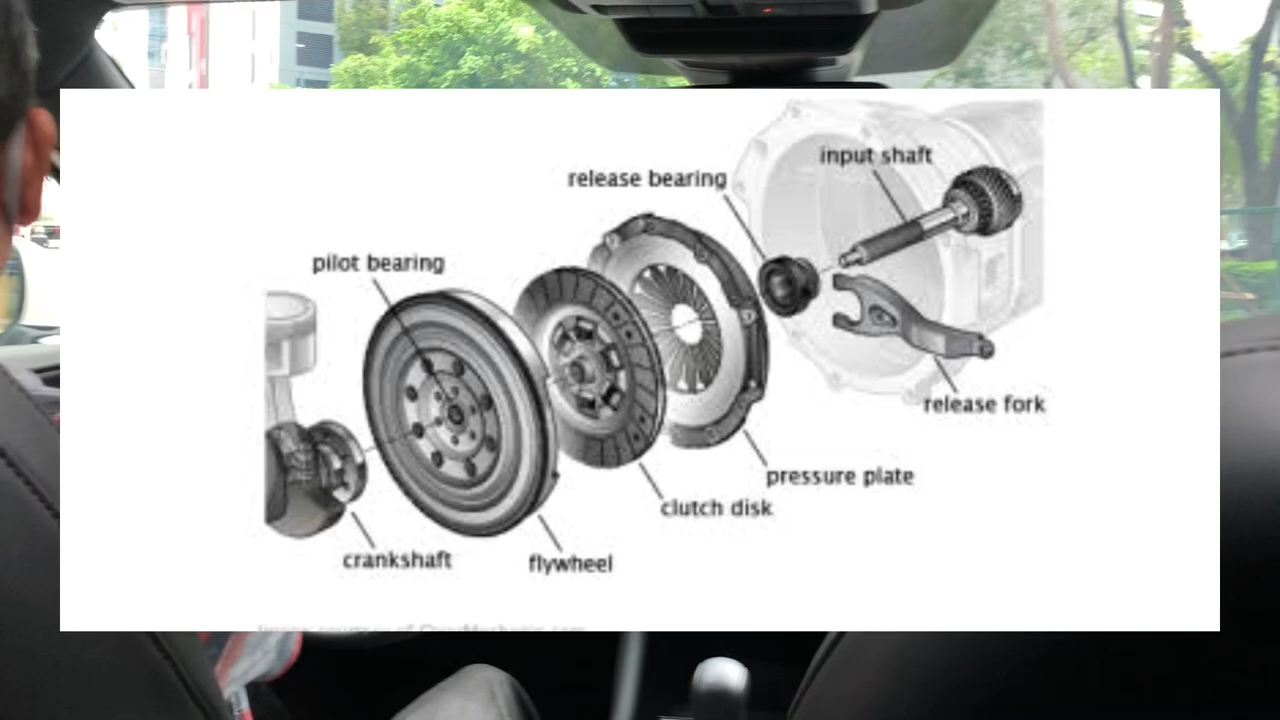 input shaft
release bearing
pilot bearing
release fork
pressure plate
clutch disk
crankshaft
flywheel